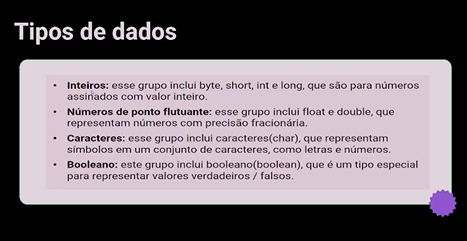 Tipos de dados
• Inteiros: esse grupo inclui byte, short, int e long, que são para números
assinados com valor inteiro.
• Números de ponto flutuante: esse grupo inclui float e double, que
representam números com precisão fracionária.
• Caracteres: esse grupo inclui caracteres(char), que representam
símbolos em um conjunto de caracteres, como letras e números.
• Booleano: este grupo inclui booleano(boolean), que é um tipo especial
para representar valores verdadeiros / falsos.